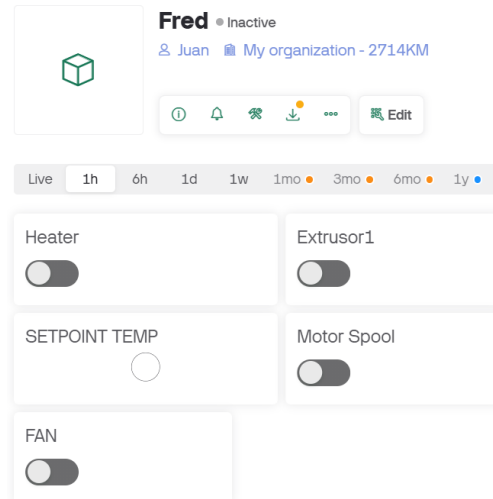 Fred Inactive
Juan My organization - 2714KM
Edit
Live 1h 6h 1d 1w 1mo 3mo 6mo 1y
Heater Extrusor1
SETPOINT TEMP Motor Spool
FAN